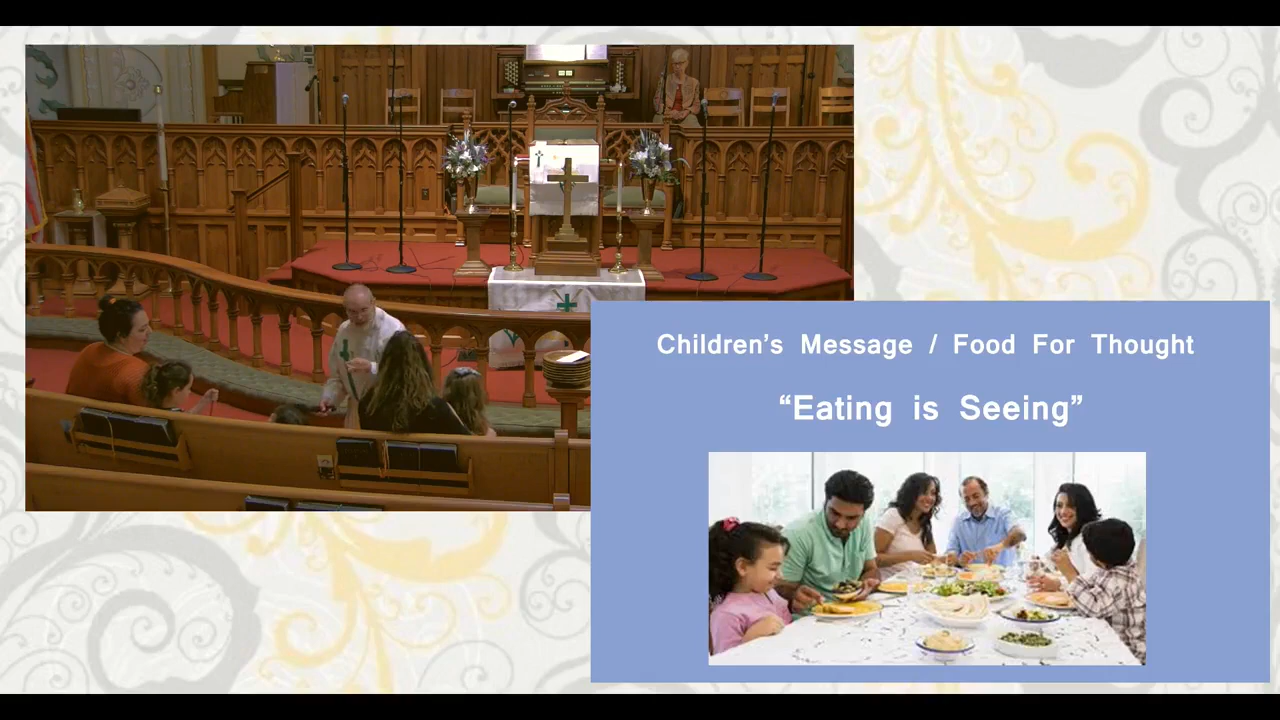 Children's Message / Food For Thought
“Eating is Seeing”